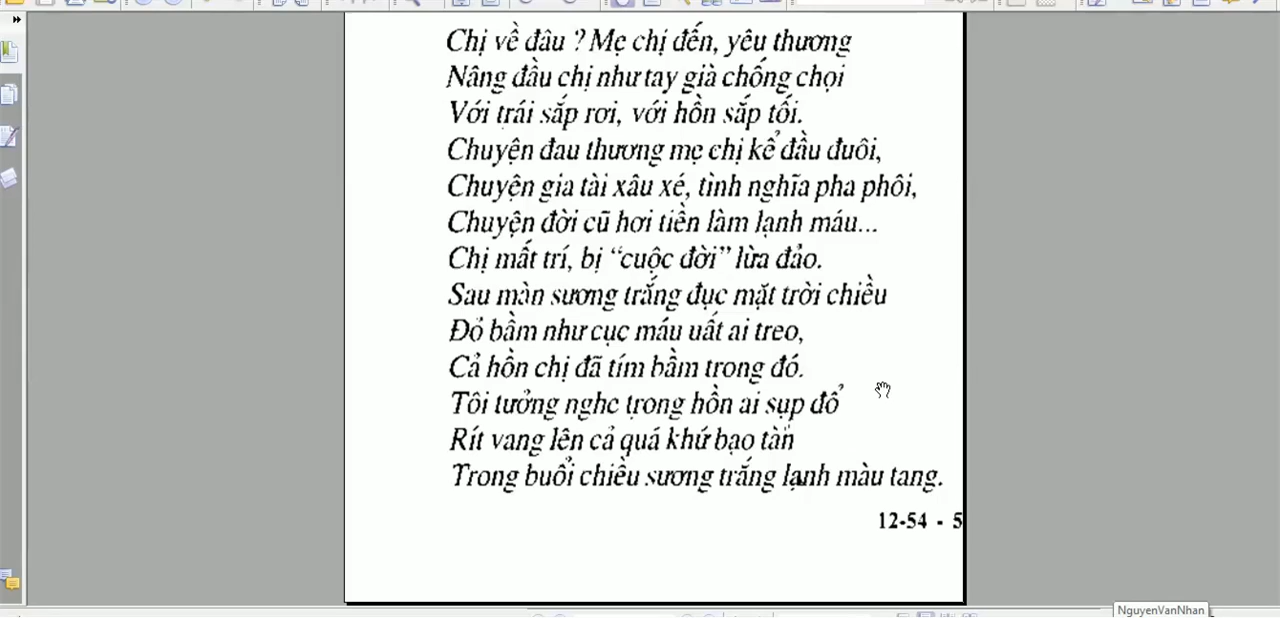 Chị về đâu ? Mẹ chị đến, yêu thương
Nâng đầu chị như tay già chống chọi
Với trái sắp rơi, với hồn sắp tối.
Chuyện đau thương mẹ chị kể đầu đuôi,
Chuyện gia tài xâu xé, tình nghĩa pha phôi,
Chuyện đời cũ hơi tiền làm lạnh máu...
Chị mất trí, bị “cuộc đời” lừa đảo.
Sau màn sương trắng đục mặt trời chiều
Đỏ bầm như cục máu uất ai treo,
Cả hồn chị đã tím bầm trong đó.
Tôi tưởng nghe trong hồn ai sụp đổ
Rít vang lên cả quá khứ bạo tàn
Trong buổi chiều sương trắng lạnh màu tang.
12-54 - 5
NguyenVanNhan